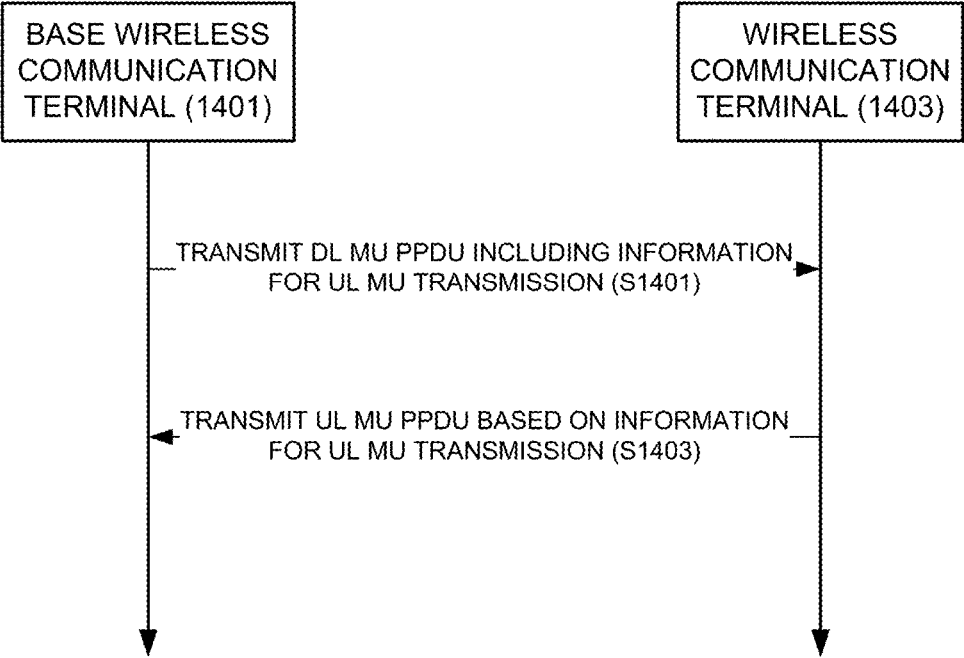 BASE WIRELESS
COMMUNICATION
TERMINAL (1401)
WIRELESS
COMMUNICATION
TERMINAL (1403)
TRANSMIT DL MU PPDU INCLUDING INFORMATION
FOR UL MU TRANSMISSION (S1401)
TRANSMIT UL MU PPDU BASED ON INFORMATION
FOR UL MU TRANSMISSION (S1403)